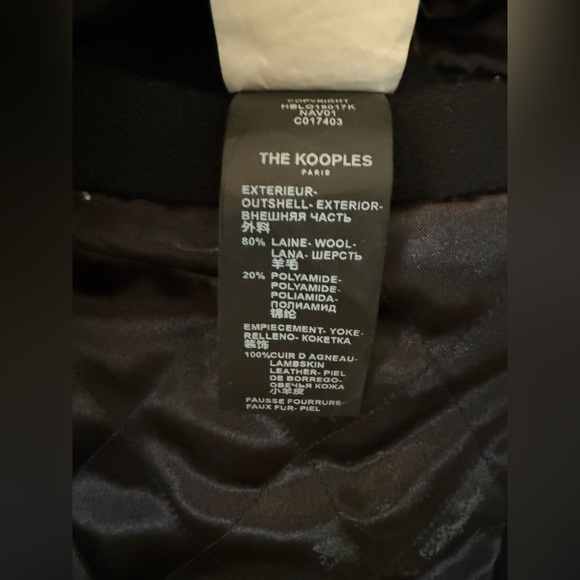 COPYRIGHT
HBLO19017K
NAV01
C017403
THE KOOPLES
PARIS
EXTERIEUR-
OUTSHELL- EXTERIOR-
ВНЕШНЯЯ ЧАСТЬ
外料
80% LAINE- WOOL-
LANA- ШЕРСТЬ
羊毛
20% POLYAMIDE-
POLYAMIDE-
POLIAMIDA-
ПОЛИАМИД
锦纶
EMPIECEMENT- YOKE-
RELLENO- КОКЕТКА
装饰
100%CUIR D AGNEAU-
LAMBSKIN
LEATHER- PIEL
DE BORREGO-
ОВЕЧЬЯ КОЖА
小羊皮
FAUSSE FOURRURE-
FAUX FUR- PIEL